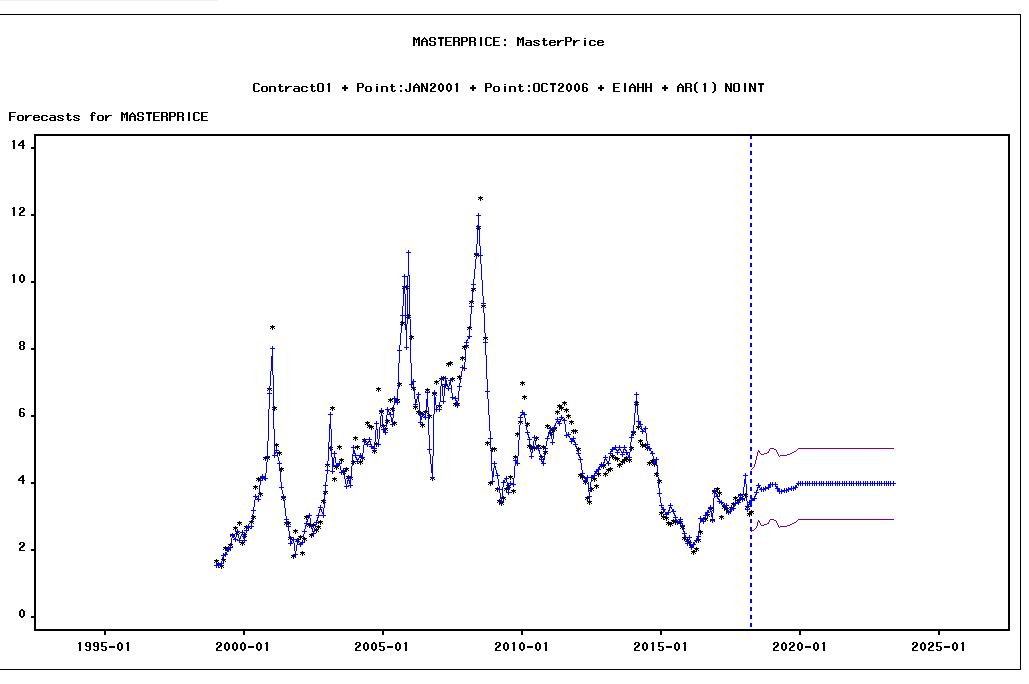 MASTERPRICE: MasterPrice
Contract01 + Point:JAN2001 + Point:OCT2006 + EIAHH + AR(1) NOINT
Forecasts for MASTERPRICE
14
12
10
8
6
4
2
0
1995-01 2000-01 2005-01 2010-01 2015-01 2020-01 2025-01